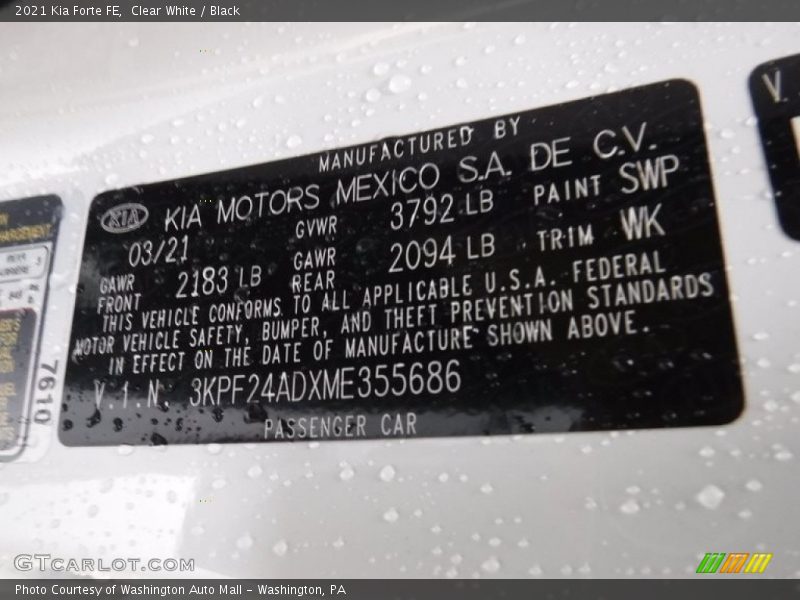 2021 Kia Forte FE,  Clear White / Black
MANUFACTURED BY
KIA KIA MOTORS MEXICO S.A. DE C.V.
03/21 GVWR 3792 LB PAINT SWP
GAWR FRONT 2183 LB GAWR REAR 2094 LB TRIM WK
THIS VEHICLE CONFORMS TO ALL APPLICABLE U.S.A. FEDERAL
MOTOR VEHICLE SAFETY, BUMPER, AND THEFT PREVENTION STANDARDS
IN EFFECT ON THE DATE OF MANUFACTURE SHOWN ABOVE.
V.I.N. 3KPF24ADXME355686
PASSENGER CAR
7610
V.
GTCARLOT.COM
Photo Courtesy of Washington Auto Mall - Washington, PA